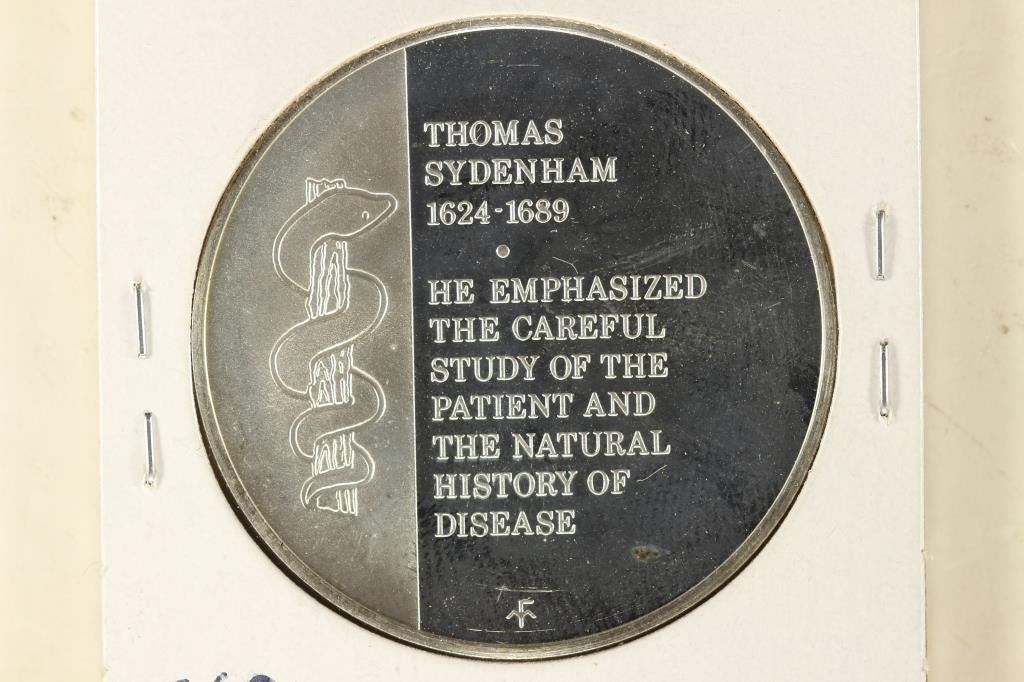 THOMAS
SYDENHAM
1624-1689
HE EMPHASIZED
THE CAREFUL
STUDY OF THE
PATIENT AND
THE NATURAL
HISTORY OF
DISEASE